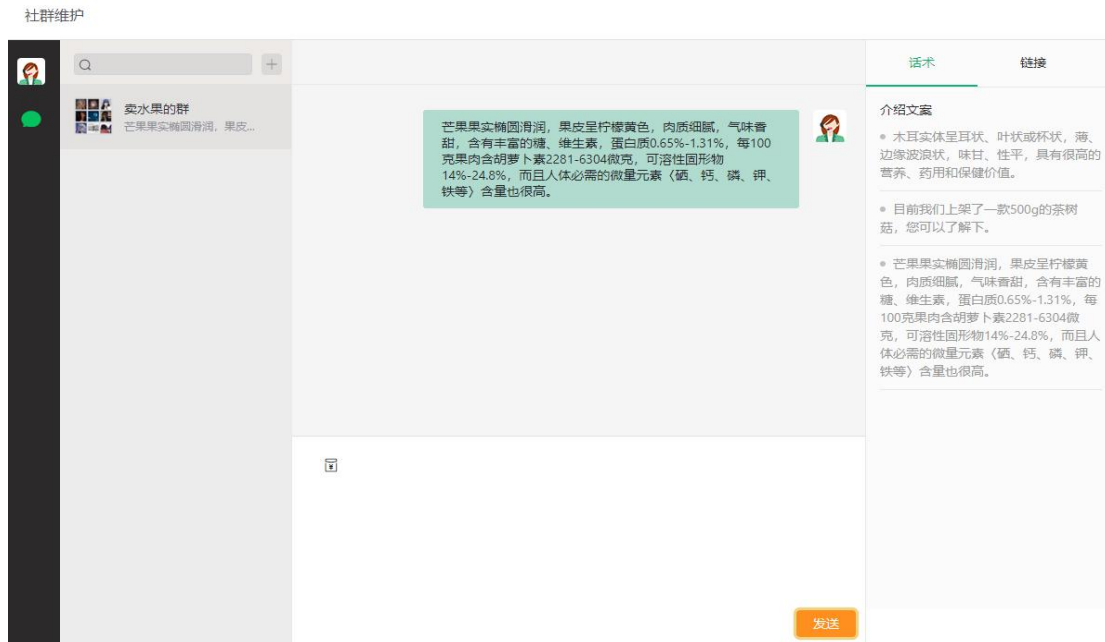 社群维护
卖水果的群
芒果果实椭圆滑润，果皮...
芒果果实椭圆滑润，果皮呈柠檬黄色，肉质细腻，气味香
甜，含有丰富的糖、维生素，蛋白质0.65%-1.31%，每100
克果肉含胡萝卜素2281-6304微克，可溶性固形物
14%-24.8%，而且人体必需的微量元素（硒、钙、磷、钾、
铁等）含量也很高。
发送
话术 链接
介绍文案
木耳实体呈耳状、叶状或杯状，薄、
边缘波浪状，味甘、性平，具有很高的
营养、药用和保健价值。
目前我们上架了一款500g的茶树
菇，您可以了解下。
芒果果实椭圆滑润，果皮呈柠檬黄
色，肉质细腻，气味香甜，含有丰富的
糖、维生素，蛋白质0.65%-1.31%，每
100克果肉含胡萝卜素2281-6304微
克，可溶性固形物14%-24.8%，而且人
体必需的微量元素（硒、钙、磷、钾、
铁等）含量也很高。